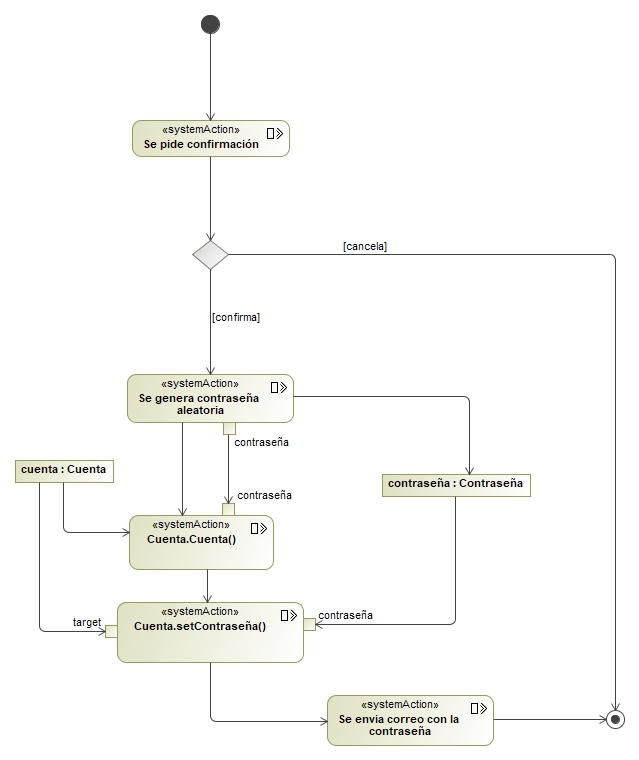 «systemAction»
Se pide confirmación
[cancela]
[confirma]
«systemAction»
Se genera contraseña
aleatoria
contraseña
cuenta : Cuenta
contraseña : Contraseña
contraseña
«systemAction»
Cuenta.Cuenta()
«systemAction»
Cuenta.setContraseña()
target
contraseña
«systemAction»
Se envia correo con la
contraseña